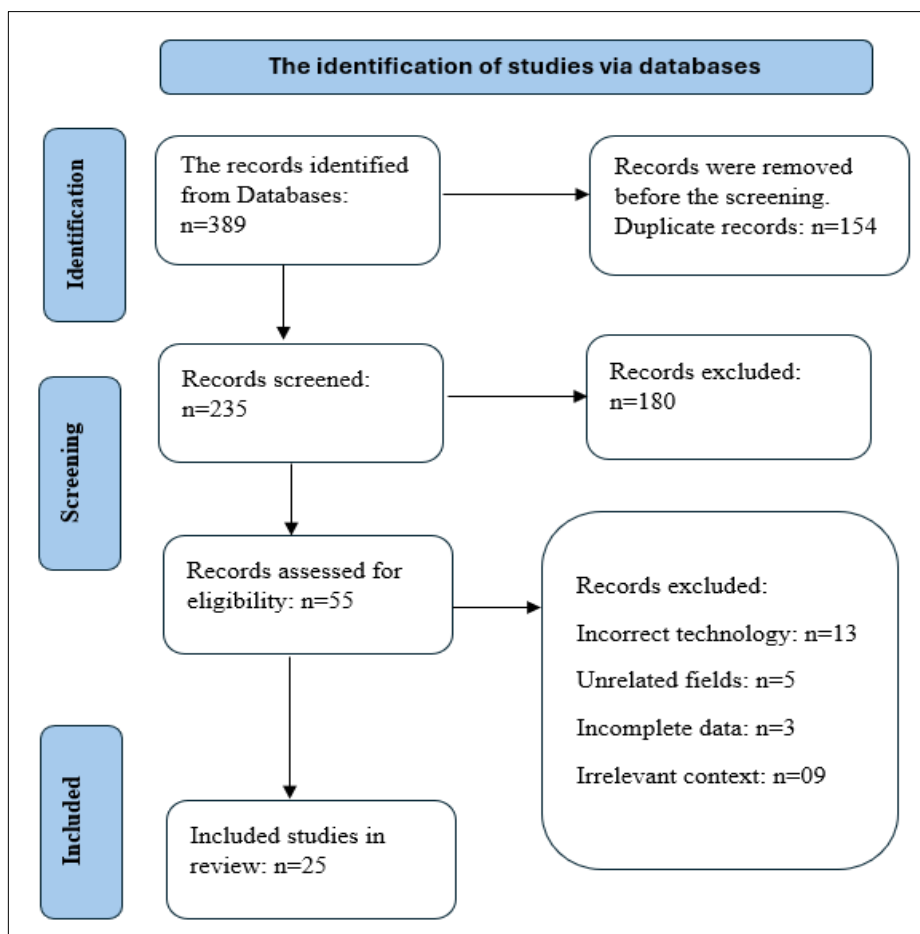 The identification of studies via databases
Identification
The records identified
from Databases:
n=389
Records were removed
before the screening.
Duplicate records: n=154
Screening
Records screened:
n=235
Records excluded:
n=180
Records assessed for
eligibility: n=55
Records excluded:
Incorrect technology: n=13
Unrelated fields: n=5
Incomplete data: n=3
Irrelevant context: n=09
Included
Included studies in
review: n=25